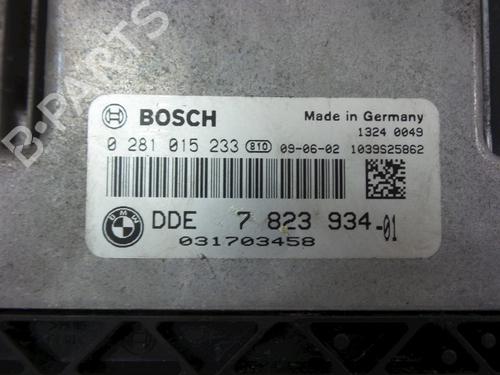 B-PARTS
BOSCH Made in Germany
1324 0049
0 281 015 233 810 09-06-02 1039S25862
BMW DDE 7 823 934-01
031703458